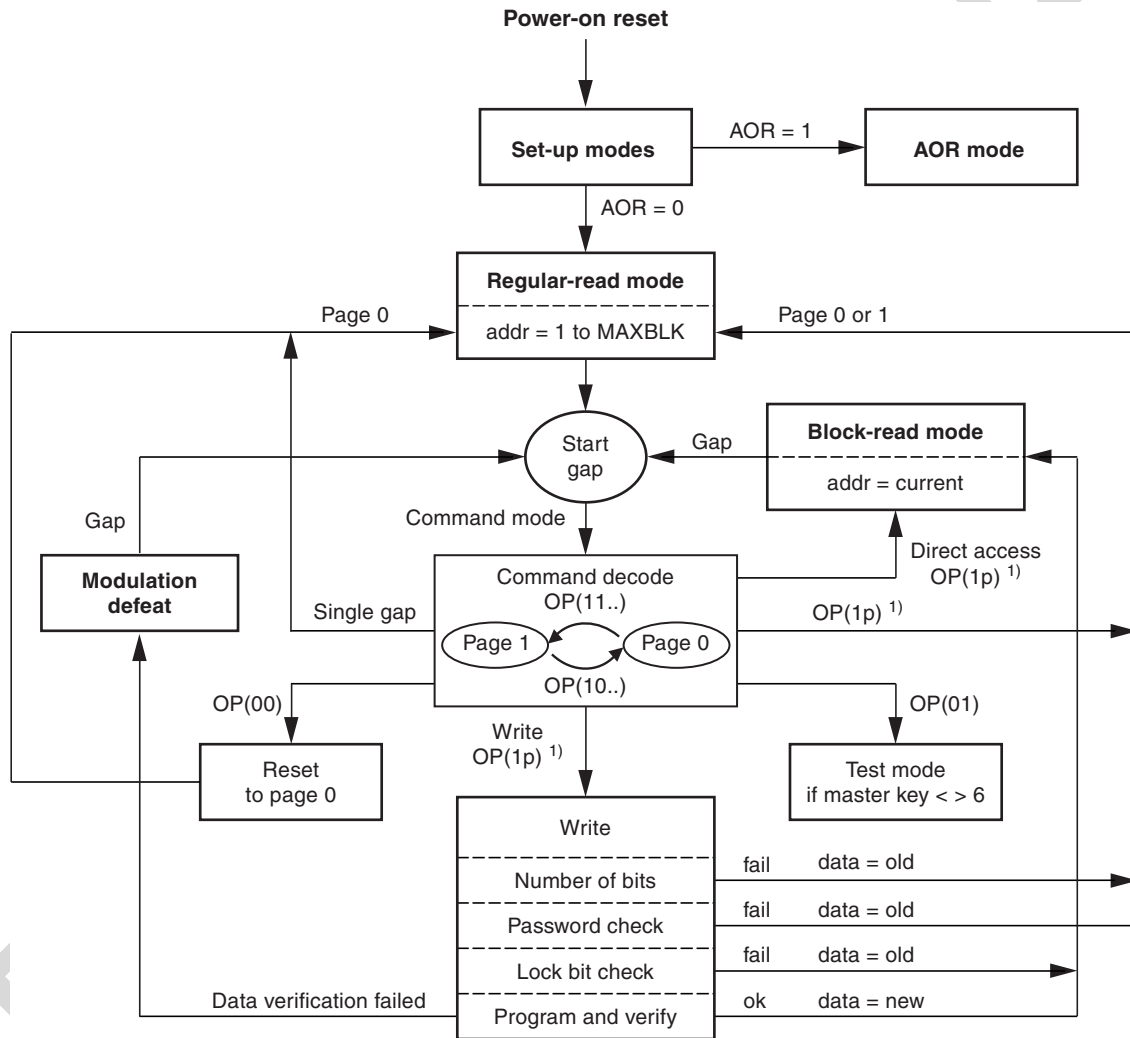 Power-on reset
Set-up modes
AOR = 1
AOR mode
AOR = 0
Regular-read mode
Page 0
addr = 1 to MAXBLK
Page 0 or 1
Start
gap
Gap
Block-read mode
addr = current
Command mode
Gap
Modulation
defeat
Single gap
Command decode
OP(11..)
Page 1
Page 0
OP(10..)
Direct access
OP(1p) 1)
OP(1p) 1)
OP(00)
Reset
to page 0
Write
OP(1p) 1)
OP(01)
Test mode
if master key < > 6
Write
Number of bits
fail data = old
Password check
fail data = old
Lock bit check
fail data = old
Data verification failed
Program and verify
ok data = new